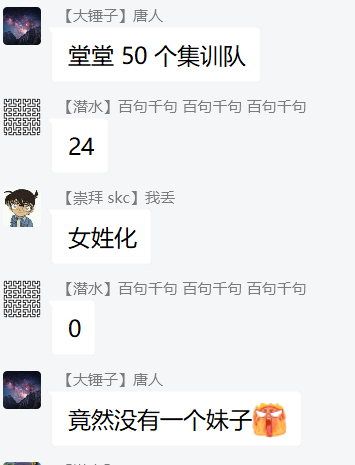 【大锤子】唐人
堂堂 50 个集训队
【潜水】百句千句 百句千句 百句千句
24
【崇拜 skc】我丢
女姓化
【潜水】百句千句 百句千句 百句千句
0
【大锤子】唐人
竟然没有一个妹子